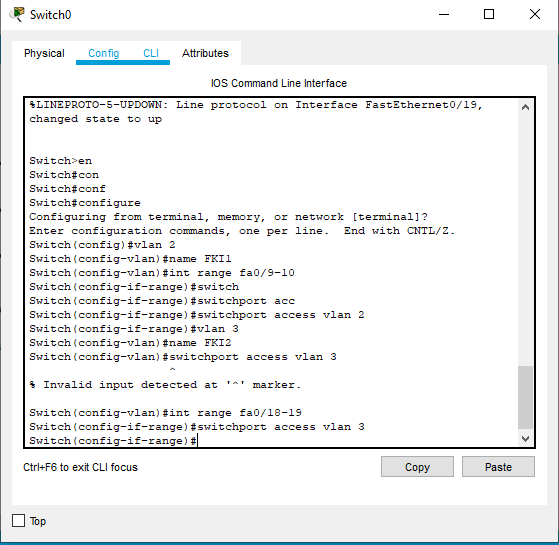 Switch0
Physical Config CLI Attributes
IOS Command Line Interface
%LINEPROTO-5-UPDOWN: Line protocol on Interface FastEthernet0/19,
changed state to up
Switch>en
Switch#con
Switch#conf
Switch#configure
Configuring from terminal, memory, or network [terminal]?
Enter configuration commands, one per line.  End with CNTL/Z.
Switch(config)#vlan 2
Switch(config-vlan)#name FKI1
Switch(config-vlan)#int range fa0/9-10
Switch(config-if-range)#switch
Switch(config-if-range)#switchport acc
Switch(config-if-range)#switchport access vlan 2
Switch(config-if-range)#vlan 3
Switch(config-vlan)#name FKI2
Switch(config-vlan)#switchport access vlan 3
^
% Invalid input detected at '^' marker.
Switch(config-vlan)#int range fa0/18-19
Switch(config-if-range)#switchport access vlan 3
Switch(config-if-range)#
Ctrl+F6 to exit CLI focus
Copy Paste
Top